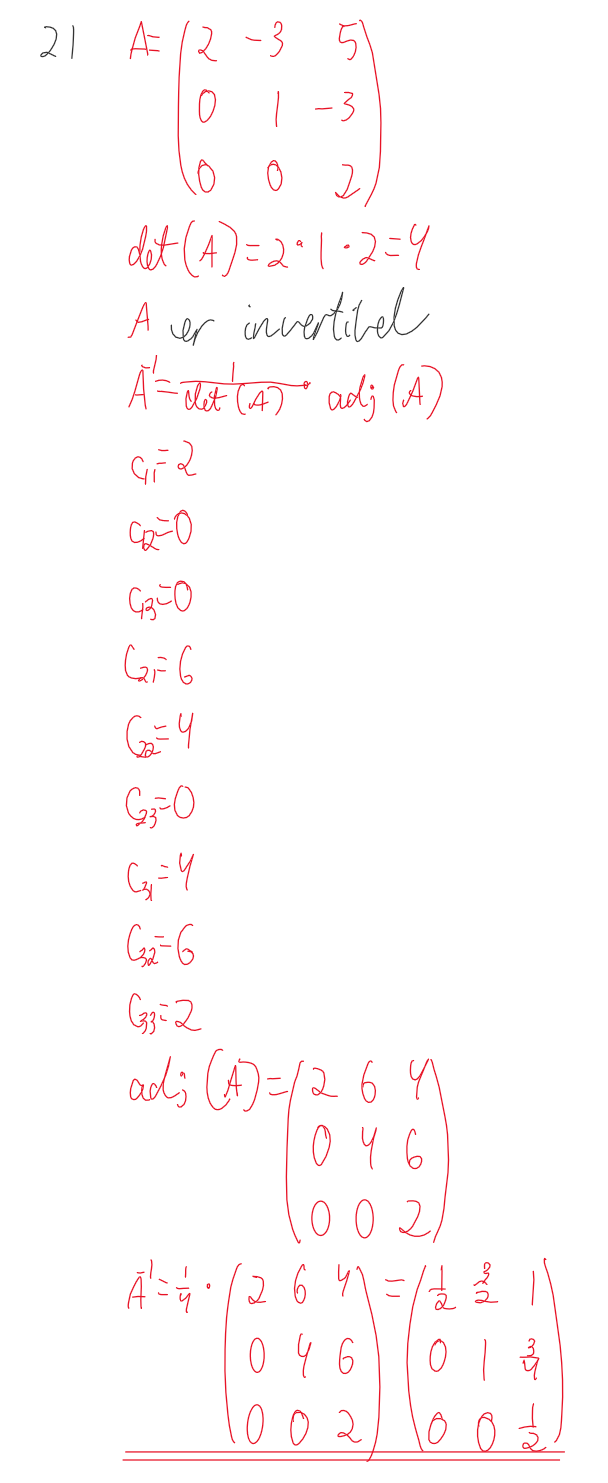 21 A= (2 -3 5
0 1 -3
0 0 2)
det(A)=2·1·2=4
A er invertibel
A⁻¹=1/det(A)· adj(A)
C₁₁=2
C₁₂=0
C₁₃=0
C₂₁=6
C₂₂=4
C₂₃=0
C₃₁=4
C₃₂=6
C₃₃=2
adj(A)=(2 6 4
0 4 6
0 0 2)
A⁻¹=1/4·(2 6 4 = (1/2 3/2 1
0 4 6 0 1 3/4
0 0 2) 0 0 1/2)